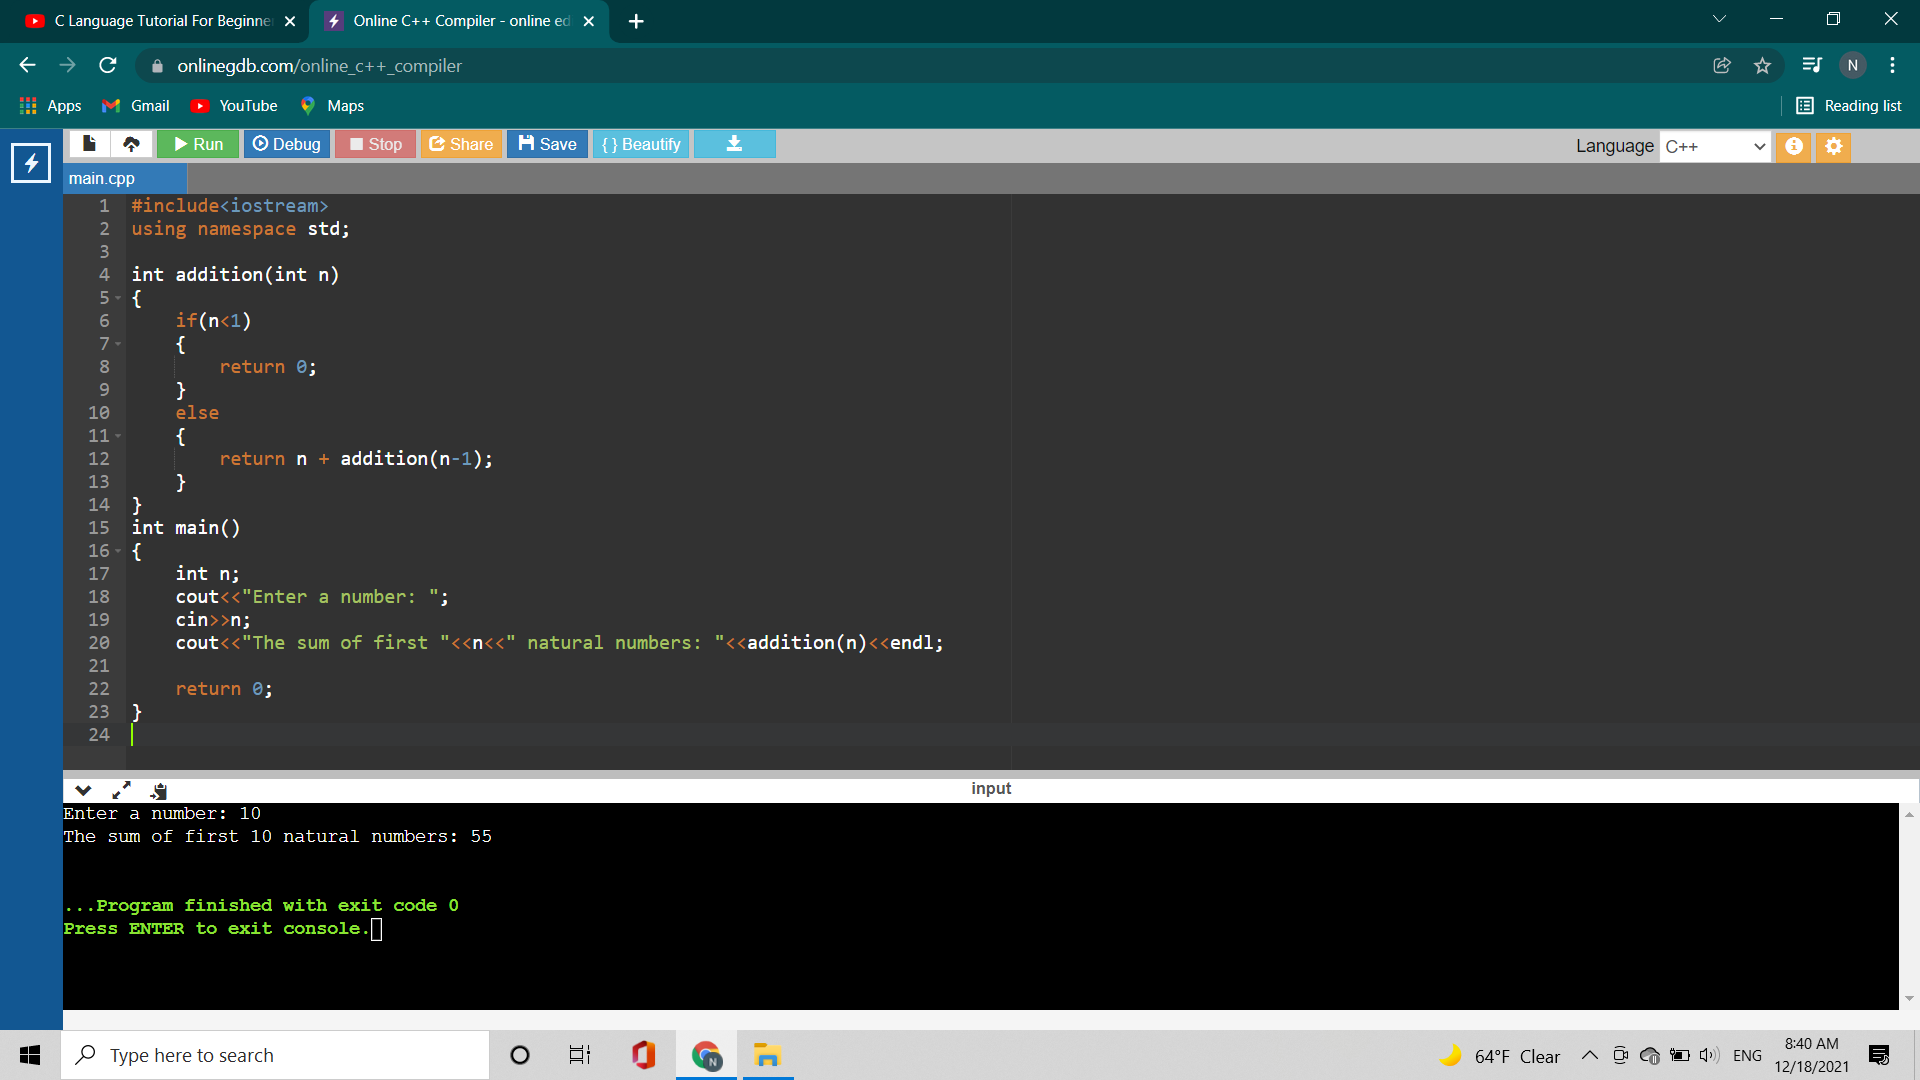 C Language Tutorial For Beginne
Online C++ Compiler - online ed
onlinegdb.com/online_c++_compiler
N
Apps
Gmail
YouTube
Maps
Reading list
Run
Debug
Stop
Share
Save
{ } Beautify
Language
C++
main.cpp
1 #include<iostream>
2 using namespace std;
3
4 int addition(int n)
5 {
6     if(n<1)
7     {
8         return 0;
9     }
10     else
11     {
12         return n + addition(n-1);
13     }
14 }
15 int main()
16 {
17     int n;
18     cout<<"Enter a number: ";
19     cin>>n;
20     cout<<"The sum of first "<<n<<" natural numbers: "<<addition(n)<<endl;
21
22     return 0;
23 }
24
input
Enter a number: 10
The sum of first 10 natural numbers: 55
...Program finished with exit code 0
Press ENTER to exit console.
Type here to search
N
64°F Clear
ENG
8:40 AM
12/18/2021